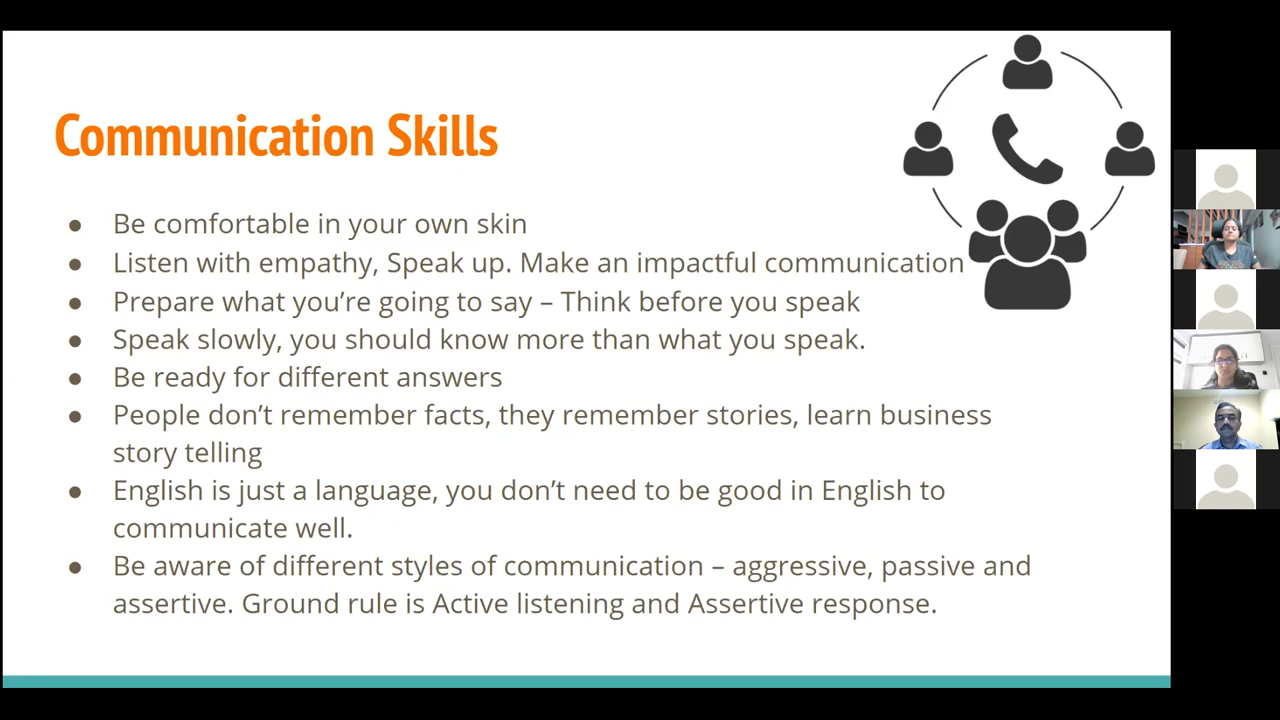 Communication Skills
● Be comfortable in your own skin
● Listen with empathy, Speak up. Make an impactful communication
● Prepare what you’re going to say – Think before you speak
● Speak slowly, you should know more than what you speak.
● Be ready for different answers
● People don’t remember facts, they remember stories, learn business
story telling
● English is just a language, you don’t need to be good in English to
communicate well.
● Be aware of different styles of communication – aggressive, passive and
assertive. Ground rule is Active listening and Assertive response.